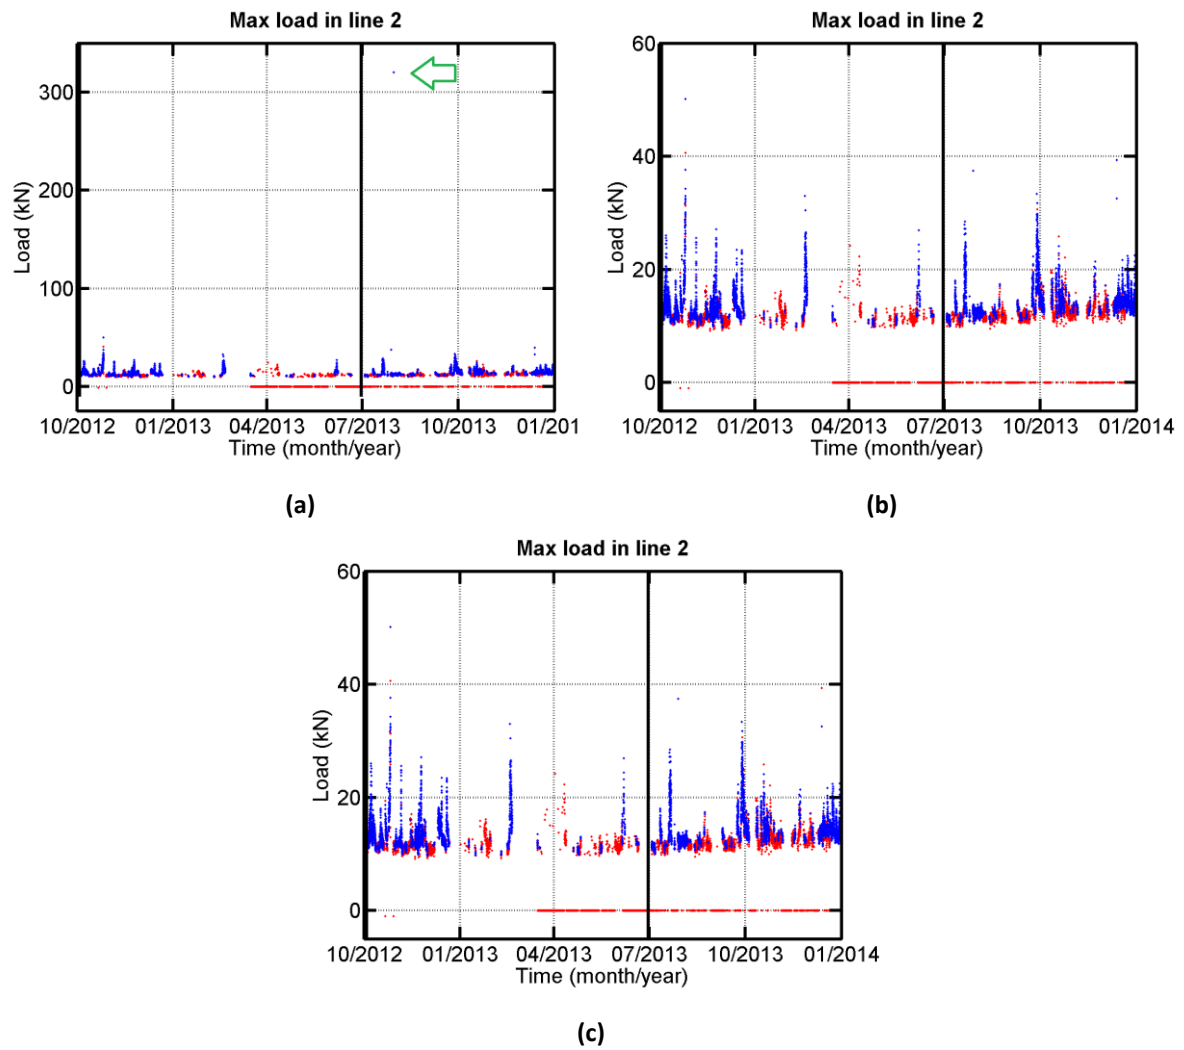 Max load in line 2
300
200
100
0
Load (kN)
10/2012 01/2013 04/2013 07/2013 10/2013 01/201
Time (month/year)
(a)
Max load in line 2
60
40
20
0
Load (kN)
10/2012 01/2013 04/2013 07/2013 10/2013 01/2014
Time (month/year)
(b)
Max load in line 2
60
40
20
0
Load (kN)
10/2012 01/2013 04/2013 07/2013 10/2013 01/2014
Time (month/year)
(c)